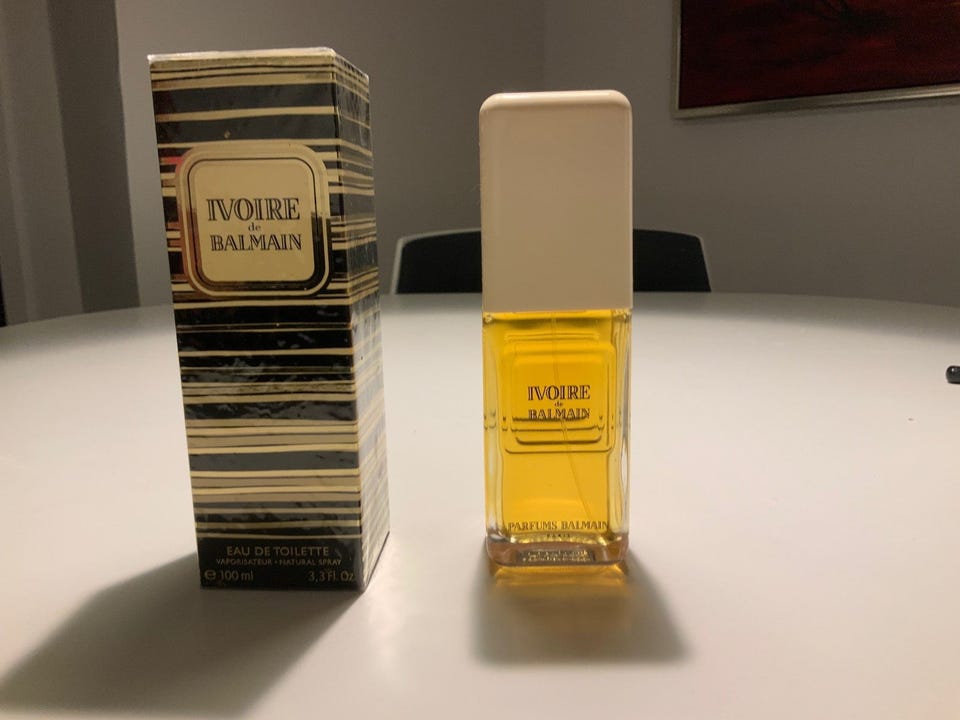 IVOIRE
de
BALMAIN
EAU DE TOILETTE
VAPORISATEUR • NATURAL SPRAY
e 100 ml 3,3 Fl. Oz.
IVOIRE
de
BALMAIN
PARFUMS BALMAIN
PARIS